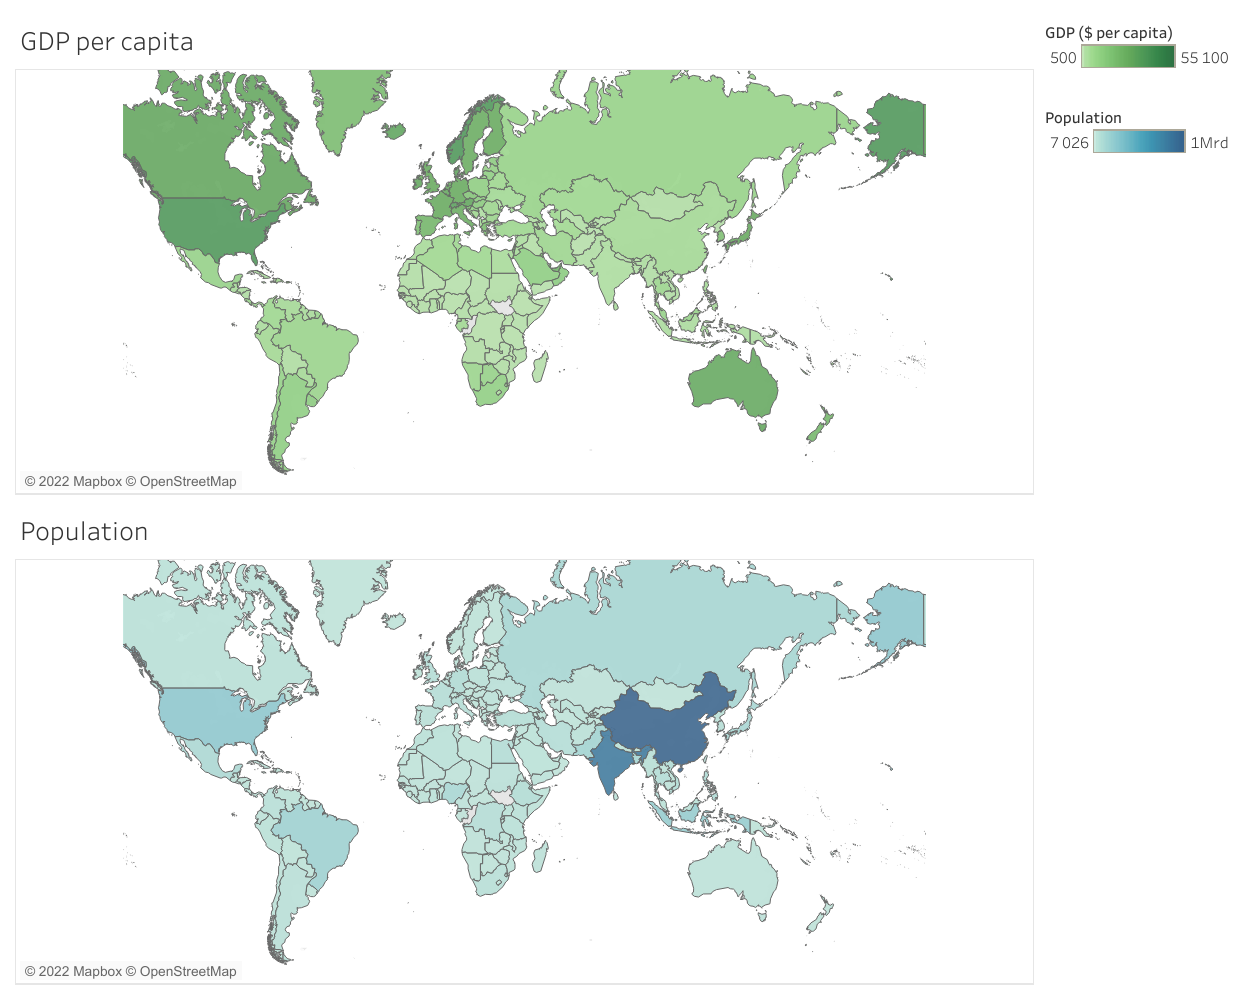 GDP per capita
GDP ($ per capita)
500 55 100
Population
7 026 1Mrd
© 2022 Mapbox © OpenStreetMap
Population
© 2022 Mapbox © OpenStreetMap